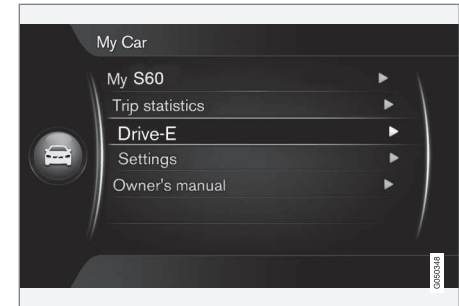 My Car
My S60
Trip statistics
Drive-E
Settings
Owner's manual
G050348